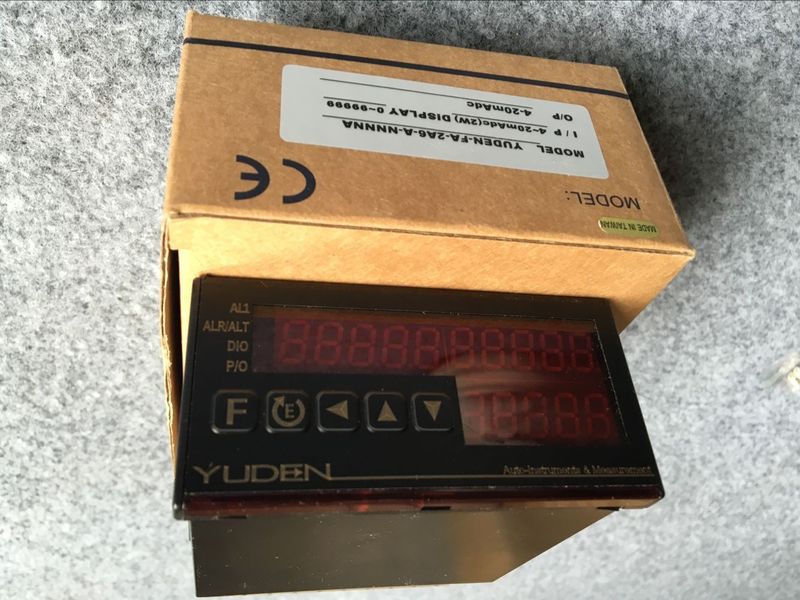 MODEL YUDEN-FA-2A6-A-NNNNA
I / P 4~20mAdc(2W) DISPLAY 0~99999
O/P 4-20mAdc
CE
MODEL:
MADE IN TAIWAN
AL1
ALR/ALT
DIO
P/O
F
E
YUDEN
Auto-Instruments & Measurement